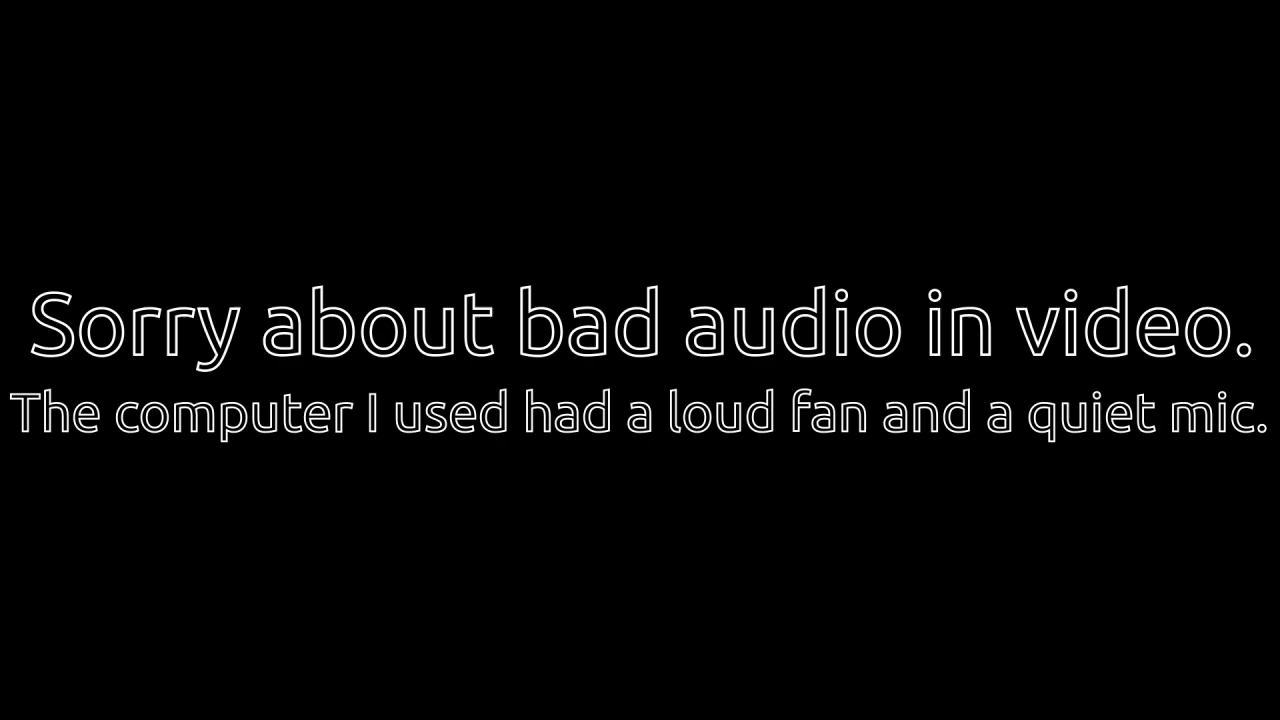 Sorry about bad audio in video.
The computer I used had a loud fan and a quiet mic.